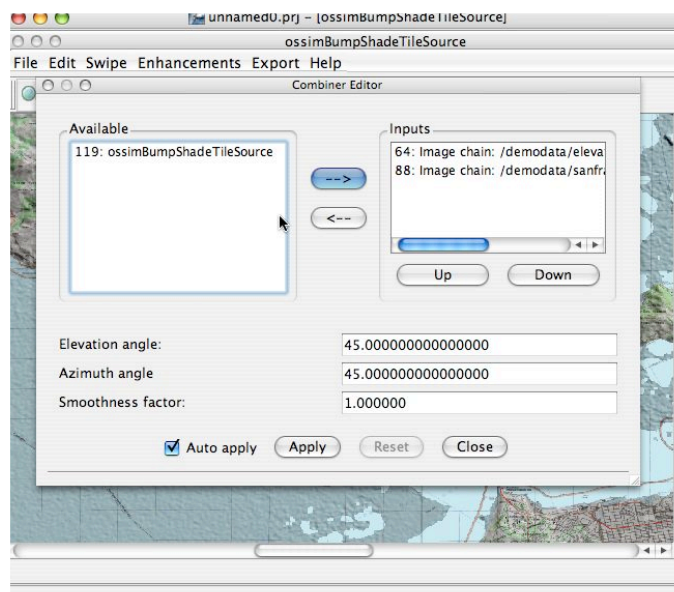 unnamed0.prj - [ossimBumpShadeTileSource]
ossimBumpShadeTileSource
File Edit Swipe Enhancements Export Help
Combiner Editor
Available
119: ossimBumpShadeTileSource
-->
<--
Inputs
64: Image chain: /demodata/eleva
88: Image chain: /demodata/sanfra
Up Down
Elevation angle: 45.000000000000000
Azimuth angle 45.000000000000000
Smoothness factor: 1.000000
Auto apply Apply Reset Close